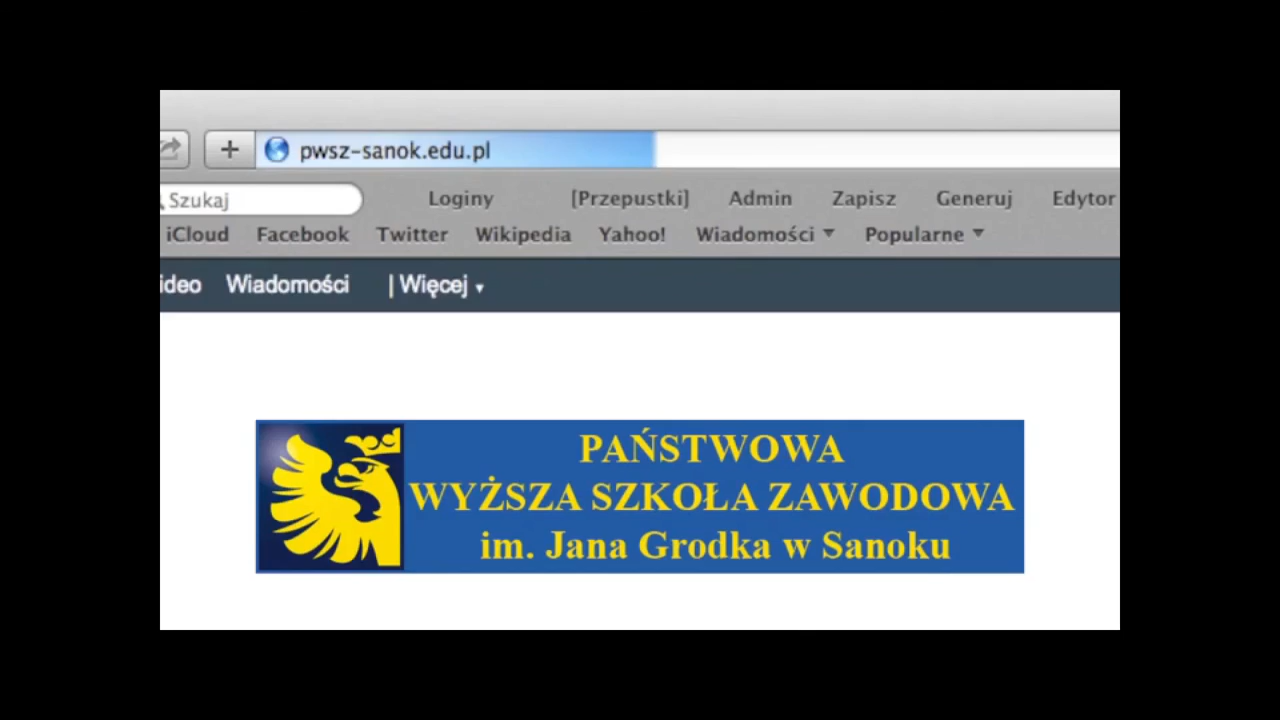 + pwsz-sanok.edu.pl
Szukaj Loginy [Przepustki] Admin Zapisz Generuj Edytor
iCloud Facebook Twitter Wikipedia Yahoo! Wiadomości ▾ Popularne ▾
ideo Wiadomości | Więcej ▾
PAŃSTWOWA
WYŻSZA SZKOŁA ZAWODOWA
im. Jana Grodka w Sanoku